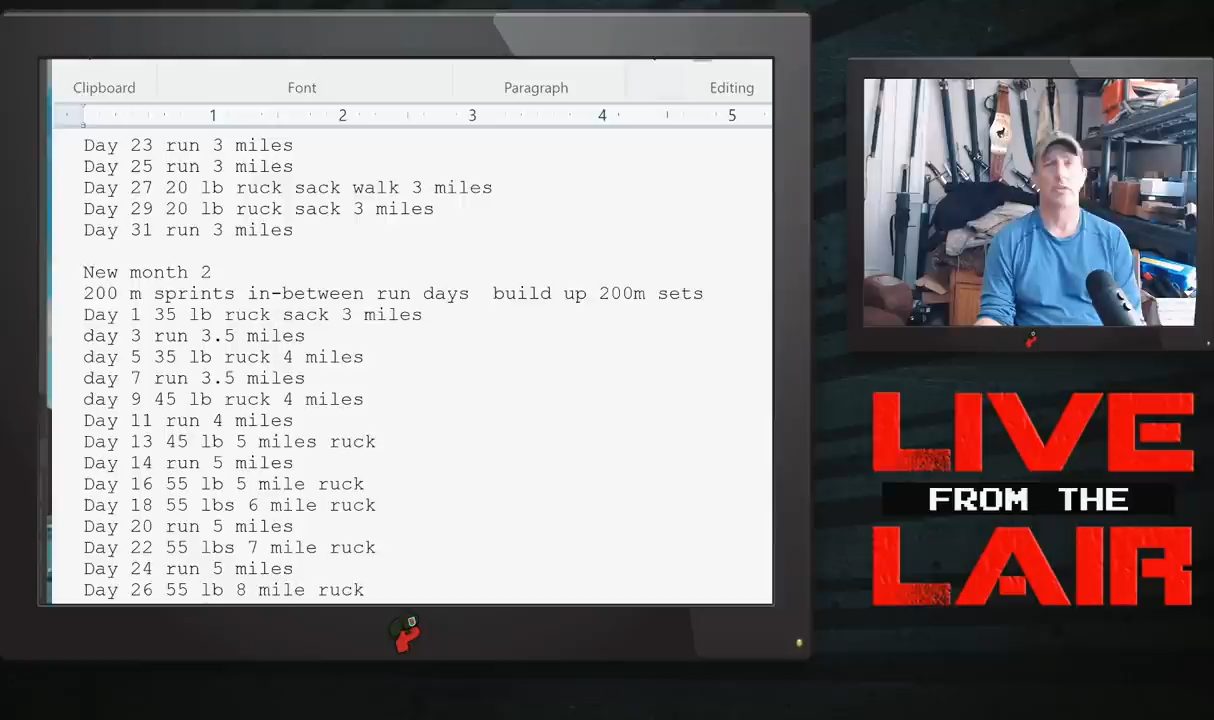 Clipboard Font Paragraph Editing
1 2 3 4 5
Day 23 run 3 miles
Day 25 run 3 miles
Day 27 20 lb ruck sack walk 3 miles
Day 29 20 lb ruck sack 3 miles
Day 31 run 3 miles
New month 2
200 m sprints in-between run days  build up 200m sets
Day 1 35 lb ruck sack 3 miles
day 3 run 3.5 miles
day 5 35 lb ruck 4 miles
day 7 run 3.5 miles
day 9 45 lb ruck 4 miles
Day 11 run 4 miles
Day 13 45 lb 5 miles ruck
Day 14 run 5 miles
Day 16 55 lb 5 mile ruck
Day 18 55 lbs 6 mile ruck
Day 20 run 5 miles
Day 22 55 lbs 7 mile ruck
Day 24 run 5 miles
Day 26 55 lb 8 mile ruck
LIVE
FROM THE
LAIR